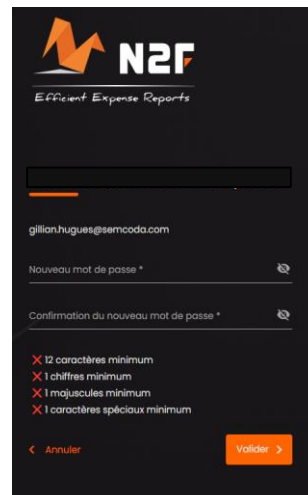 N2F
Efficient Expense Reports
gillian.hugues@semcoda.com
Nouveau mot de passe *
Confirmation du nouveau mot de passe *
12 caractères minimum
1 chiffres minimum
1 majuscules minimum
1 caractères spéciaux minimum
Annuler
Valider